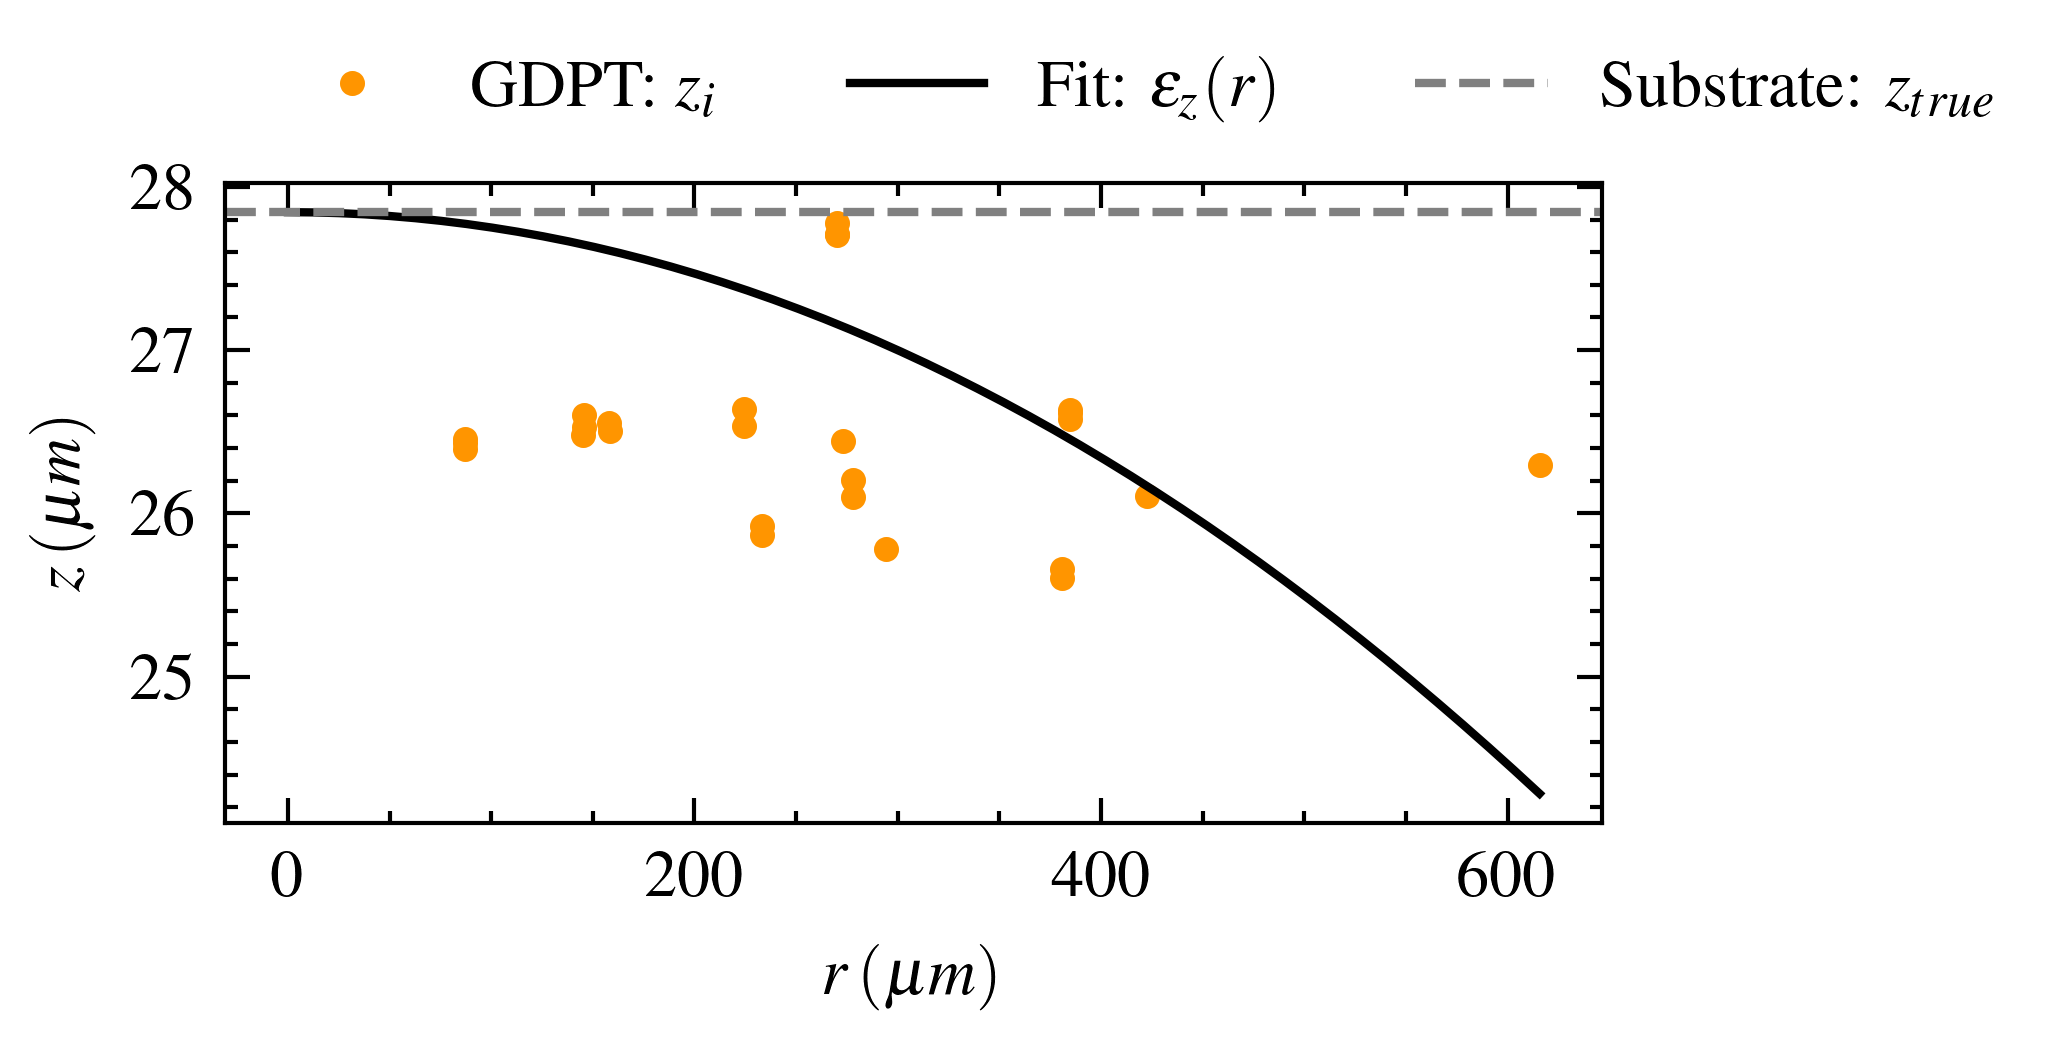 GDPT: z_i Fit: ε_z(r) Substrate: z_true
28
27
26
25
z (μm)
0 200 400 600
r (μm)